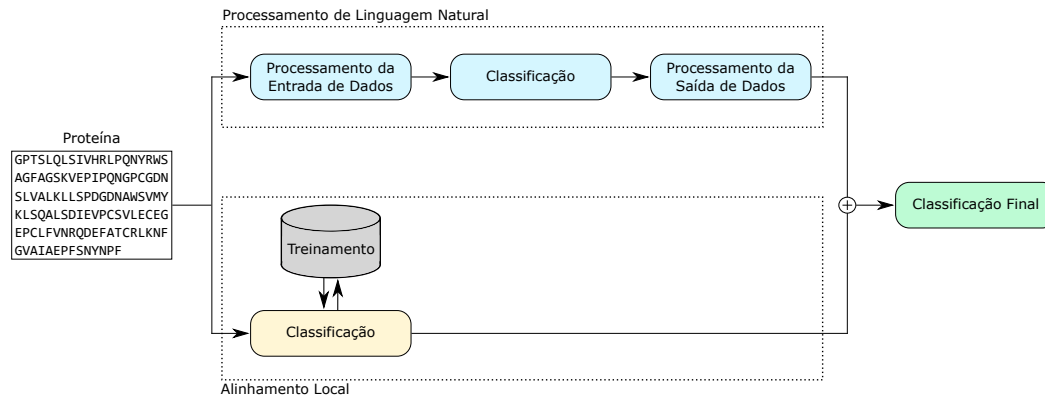 Processamento de Linguagem Natural
Processamento da
Entrada de Dados
Classificação
Processamento da
Saída de Dados
Proteína
GPTSLQLSIVHRLPQNYRWS
AGFAGSKVEPIPQNGPCGDN
SLVALKLLSPDGDNAWSVMY
KLSQALSDIEVPCSVLECEG
EPCLFVNRQDEFATCRLKNF
GVAIAEPFSNYNPF
Treinamento
Classificação
Alinhamento Local
Classificação Final